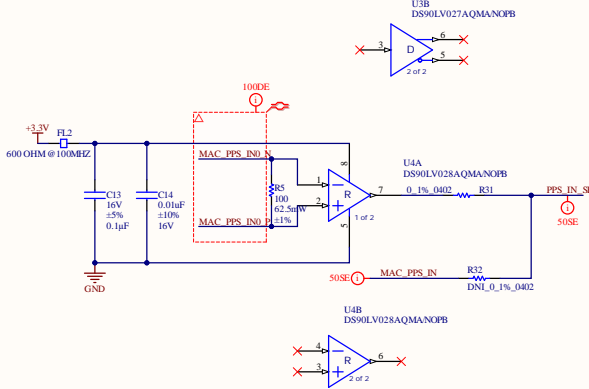 U3B
DS90LV027AQMA/NOPB
3
D
6
5
2 of 2
100DE
i
+3.3V
FL2
600 OHM @100MHZ
C13
16V
±5%
0.1µF
C14
0.01uF
±10%
16V
MAC_PPS_IN0_N
R5
100
62.5mW
±1%
MAC_PPS_IN0_P
8
1
2
R
7
5
1 of 2
U4A
DS90LV028AQMA/NOPB
0_1%_0402
R31
PPS_IN_SE
i
50SE
50SE
i
MAC_PPS_IN
R32
DNI_0_1%_0402
GND
U4B
DS90LV028AQMA/NOPB
4
3
R
6
2 of 2